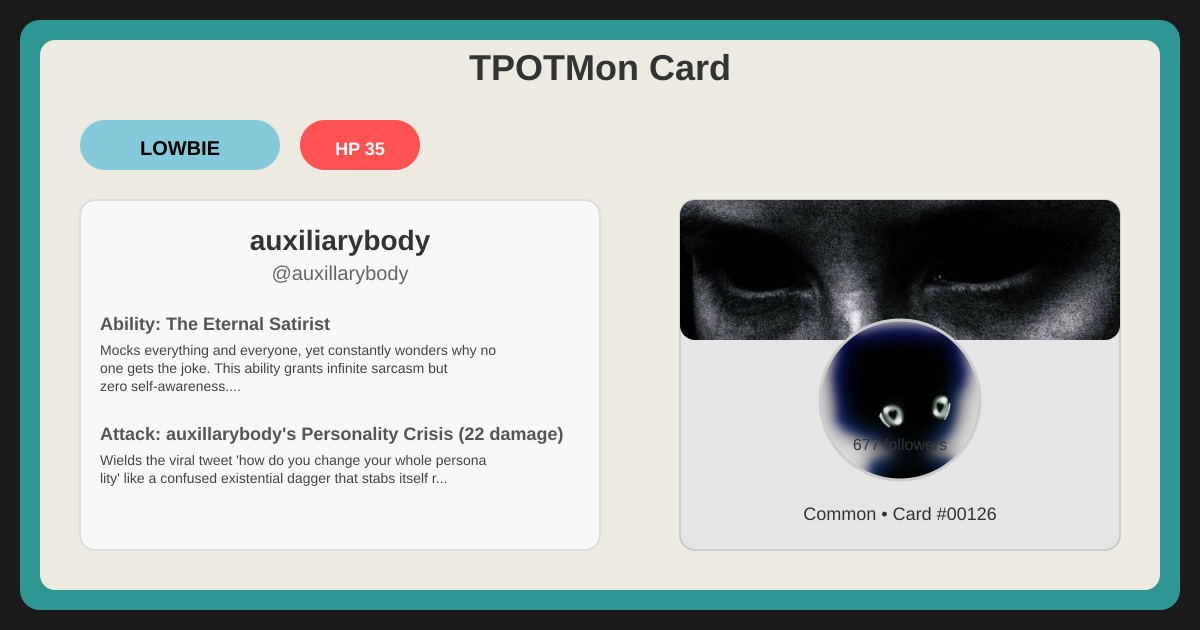 TPOTMon Card
LOWBIE
HP 35
auxiliarybody
@auxillarybody
Ability: The Eternal Satirist
Mocks everything and everyone, yet constantly wonders why no
one gets the joke. This ability grants infinite sarcasm but
zero self-awareness....
Attack: auxillarybody's Personality Crisis (22 damage)
Wields the viral tweet 'how do you change your whole persona
lity' like a confused existential dagger that stabs itself r...
677 followers
Common • Card #00126